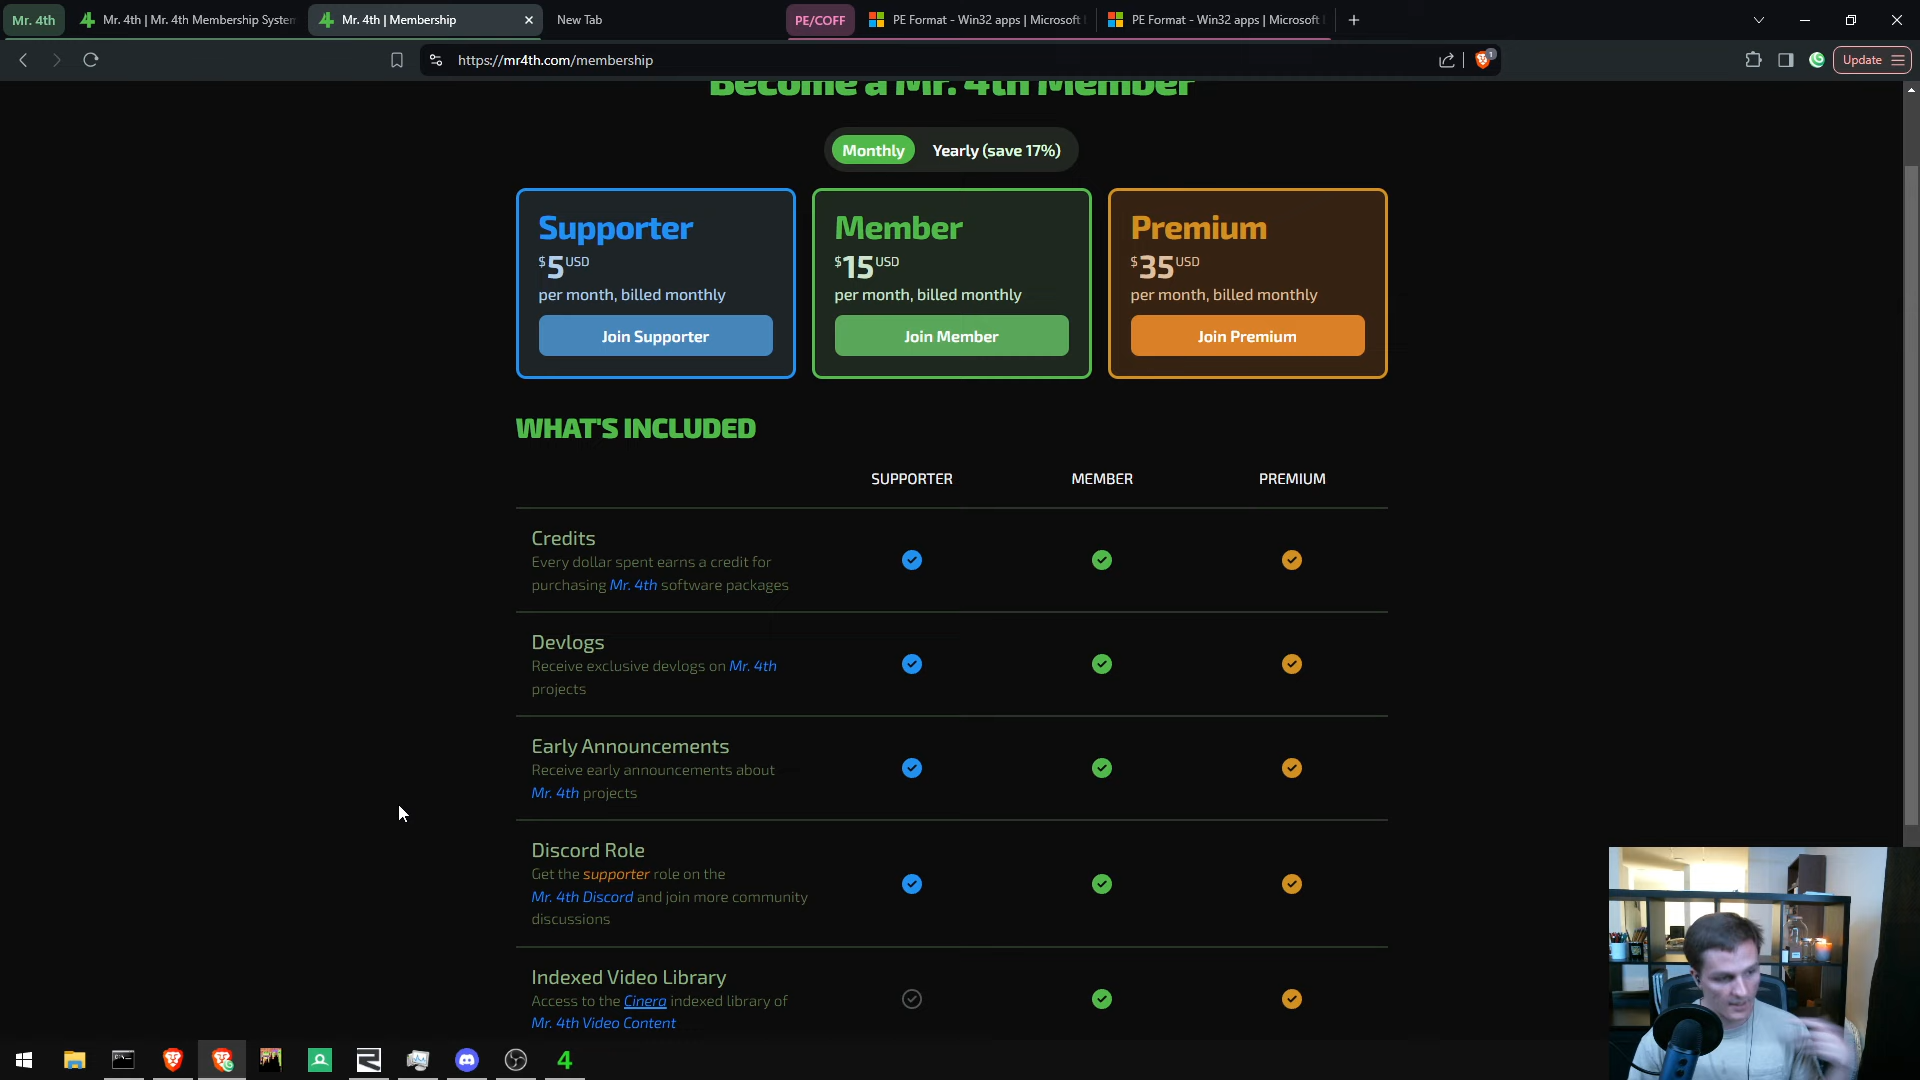 Mr. 4th
Mr. 4th | Mr. 4th Membership System
Mr. 4th | Membership
New Tab
PE/COFF
PE Format - Win32 apps | Microsoft
PE Format - Win32 apps | Microsoft
https://mr4th.com/membership
1
Update
Become a Mr. 4th Member
Monthly
Yearly (save 17%)
Supporter
$5 USD
per month, billed monthly
Join Supporter
Member
$15 USD
per month, billed monthly
Join Member
Premium
$35 USD
per month, billed monthly
Join Premium
WHAT'S INCLUDED
SUPPORTER
MEMBER
PREMIUM
Credits
Every dollar spent earns a credit for
purchasing Mr. 4th software packages
Devlogs
Receive exclusive devlogs on Mr. 4th
projects
Early Announcements
Receive early announcements about
Mr. 4th projects
Discord Role
Get the supporter role on the
Mr. 4th Discord and join more community
discussions
Indexed Video Library
Access to the Cinera indexed library of
Mr. 4th Video Content
4